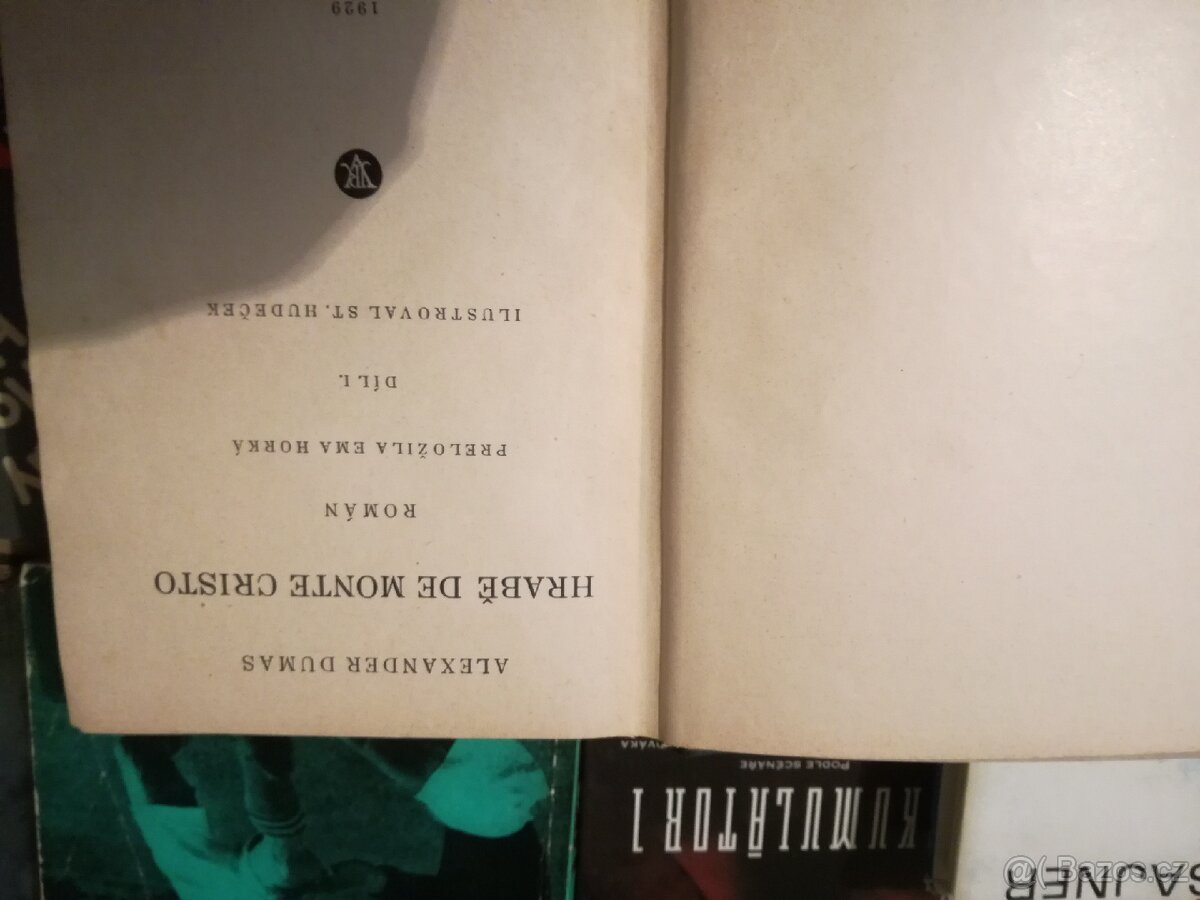 ALEXANDER DUMAS
HRABĚ DE MONTE CRISTO
ROMÁN
PRELOŽILA EMA HORKÁ
DÍL I.
ILUSTROVAL ST. HUDEČEK
1929
KUMULÁTOR 1
PODLE SCÉNÁŘE
SAJNER
@( Bazos.cz